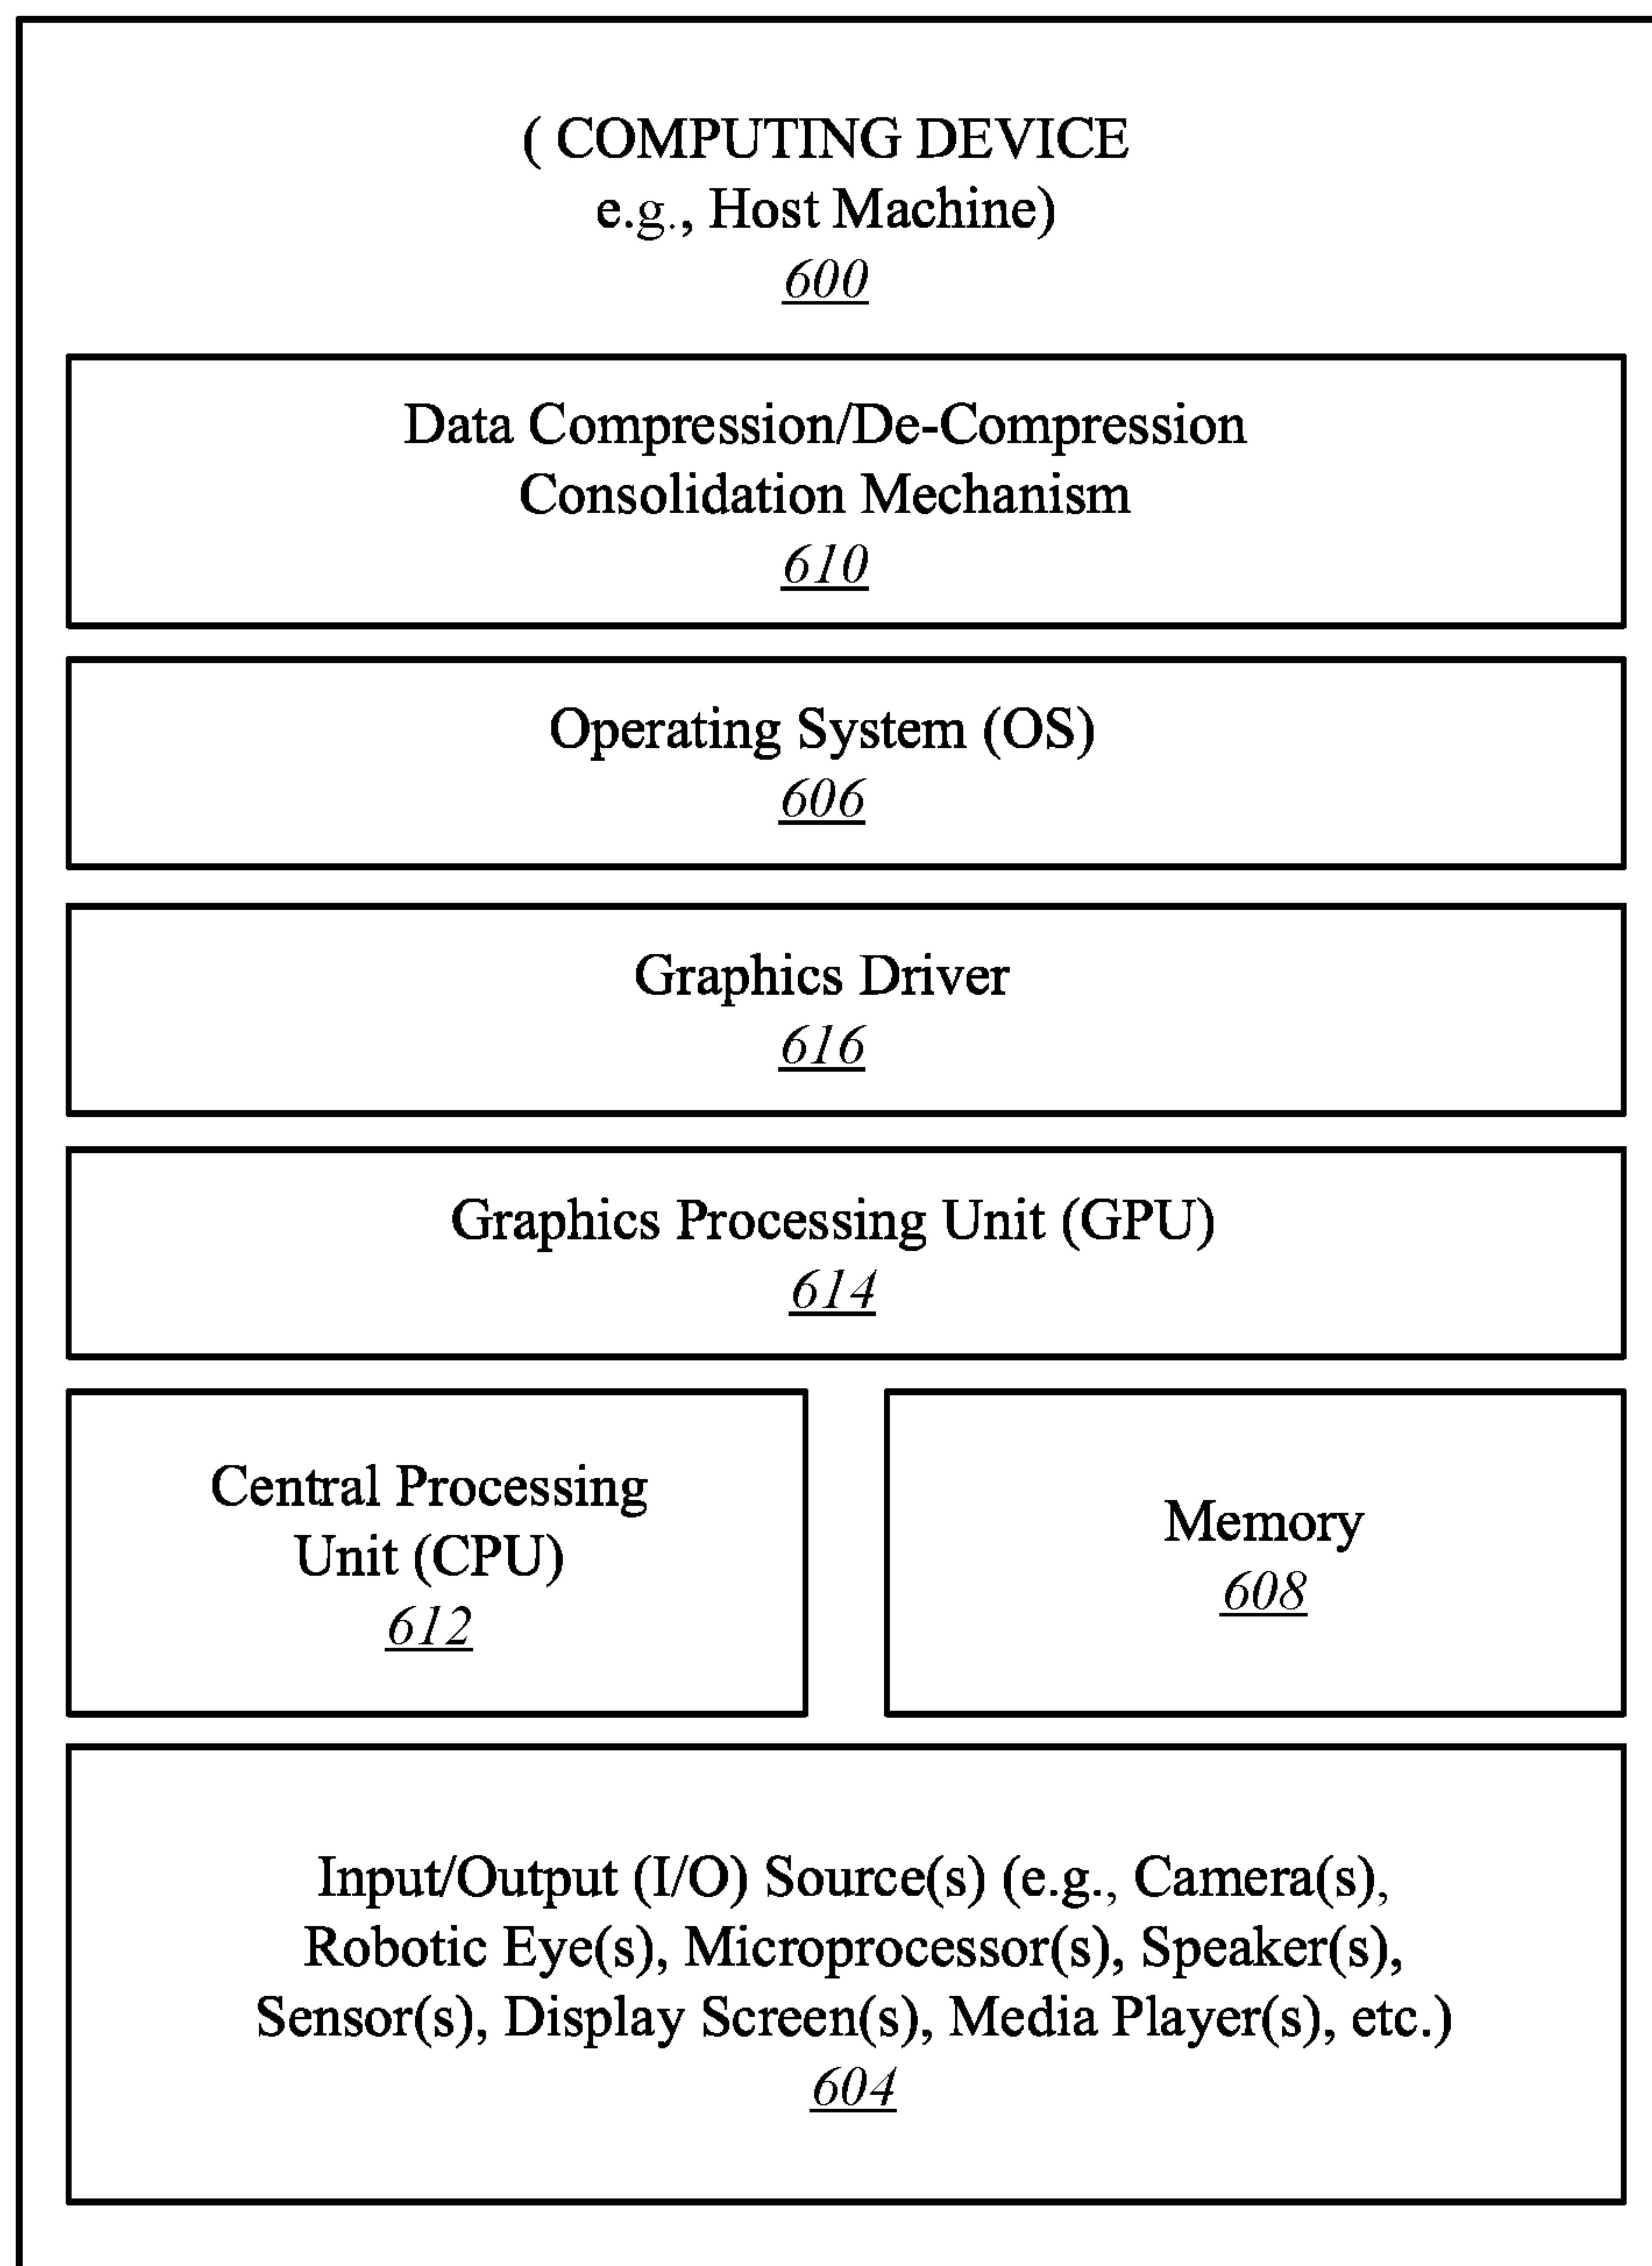 ( COMPUTING DEVICE
e.g., Host Machine)
600
Data Compression/De-Compression
Consolidation Mechanism
610
Operating System (OS)
606
Graphics Driver
616
Graphics Processing Unit (GPU)
614
Central Processing
Unit (CPU)
612
Memory
608
Input/Output (I/O) Source(s) (e.g., Camera(s),
Robotic Eye(s), Microprocessor(s), Speaker(s),
Sensor(s), Display Screen(s), Media Player(s), etc.)
604